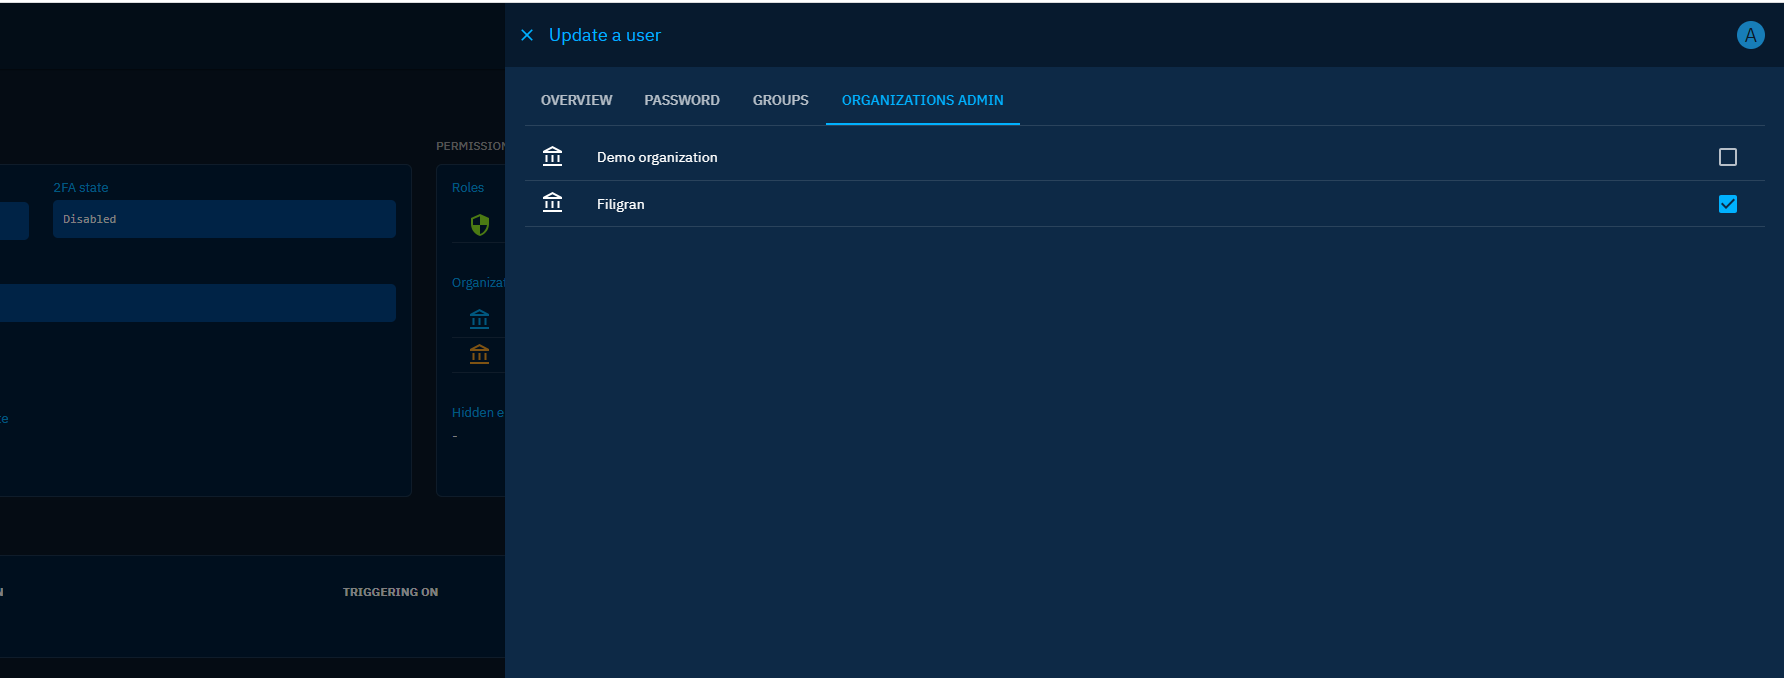 Update a user
A
OVERVIEW PASSWORD GROUPS ORGANIZATIONS ADMIN
Demo organization
Filigran
PERMISSION
2FA state
Disabled
Roles
Organizat
Hidden e
-
TRIGGERING ON